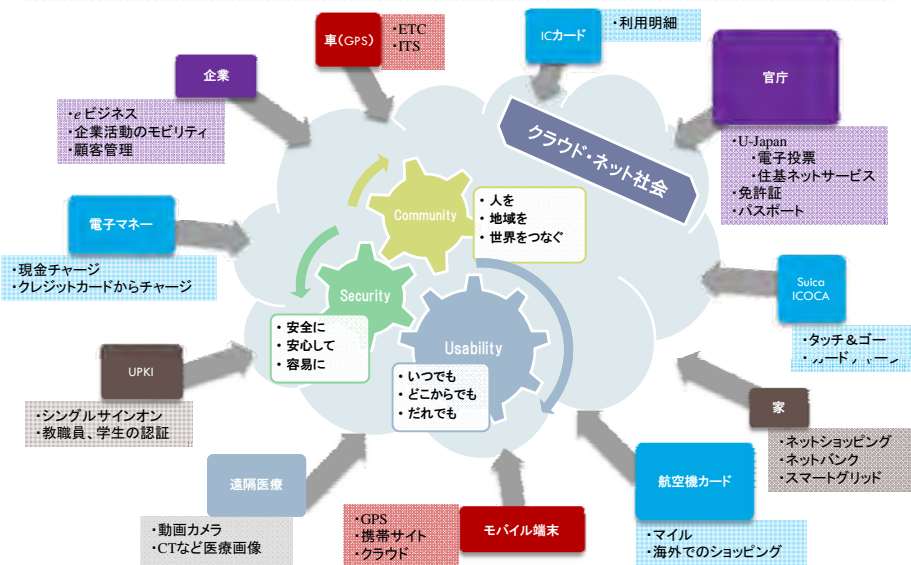 車(GPS)
・ETC
・ITS
ICカード
・利用明細
企業
・eビジネス
・企業活動のモビリティ
・顧客管理
官庁
・U-Japan
・電子投票
・住基ネットサービス
・免許証
・パスポート
クラウド・ネット社会
Community
・人を
・地域を
・世界をつなぐ
電子マネー
・現金チャージ
・クレジットカードからチャージ
Security
・安全に
・安心して
・容易に
Usability
・いつでも
・どこからでも
・だれでも
Suica
ICOCA
・タッチ＆ゴー
UPKI
・シングルサインオン
・教職員、学生の認証
家
・ネットショッピング
・ネットバンク
・スマートグリッド
遠隔医療
・動画カメラ
・CTなど医療画像
・GPS
・携帯サイト
・クラウド
モバイル端末
航空機カード
・マイル
・海外でのショッピング